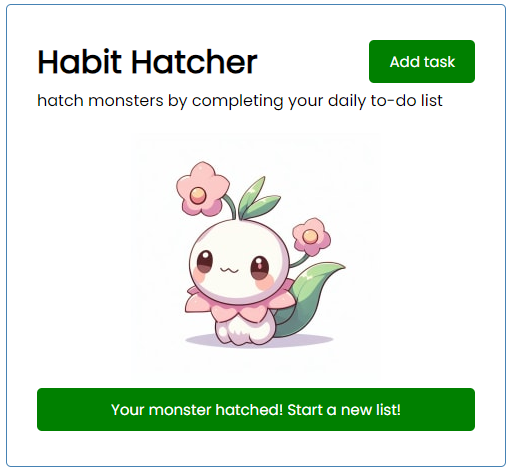 Habit Hatcher
Add task
hatch monsters by completing your daily to-do list
Your monster hatched! Start a new list!